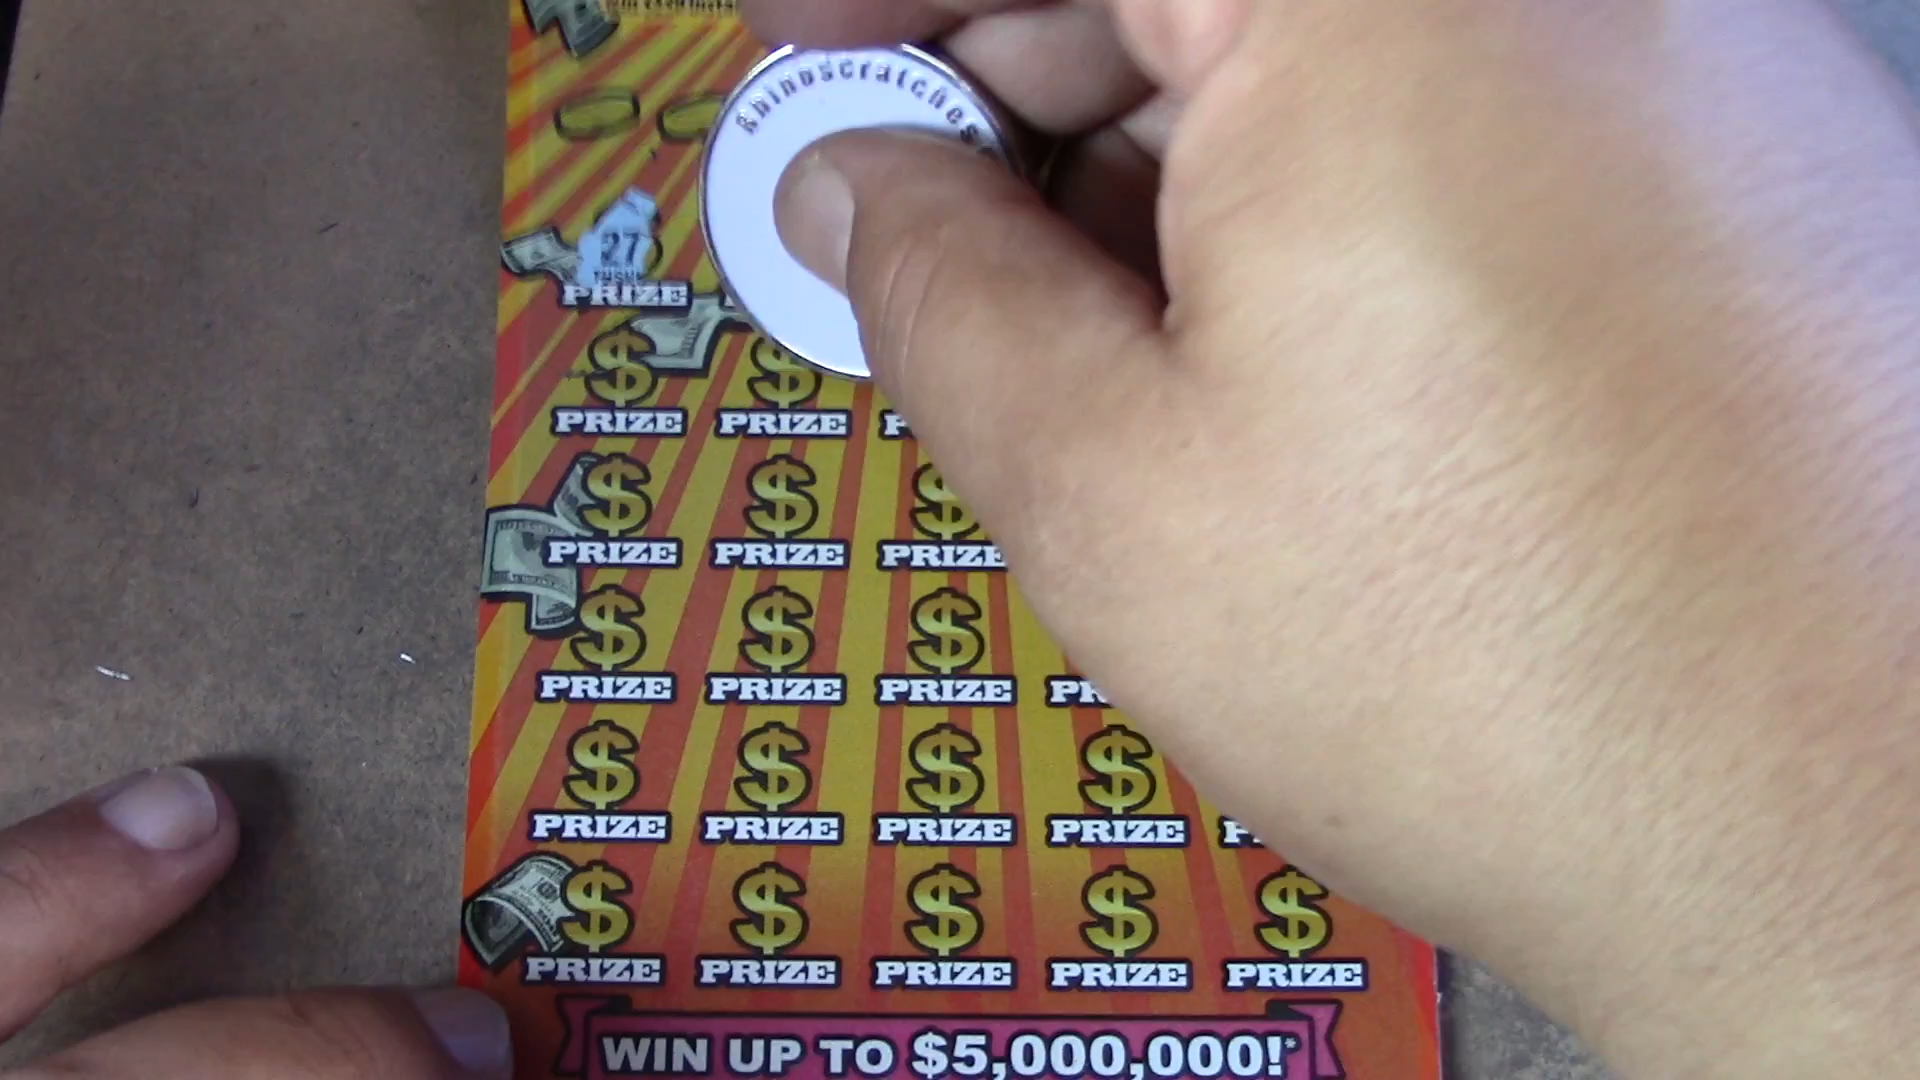 Rhinoscratches
27
PRIZE
$ $
PRIZE PRIZE
$ $ $
PRIZE PRIZE PRIZE
$ $ $
PRIZE PRIZE PRIZE
$ $ $ $
PRIZE PRIZE PRIZE PRIZE
$ $ $ $ $
PRIZE PRIZE PRIZE PRIZE PRIZE
WIN UP TO $5,000,000!*